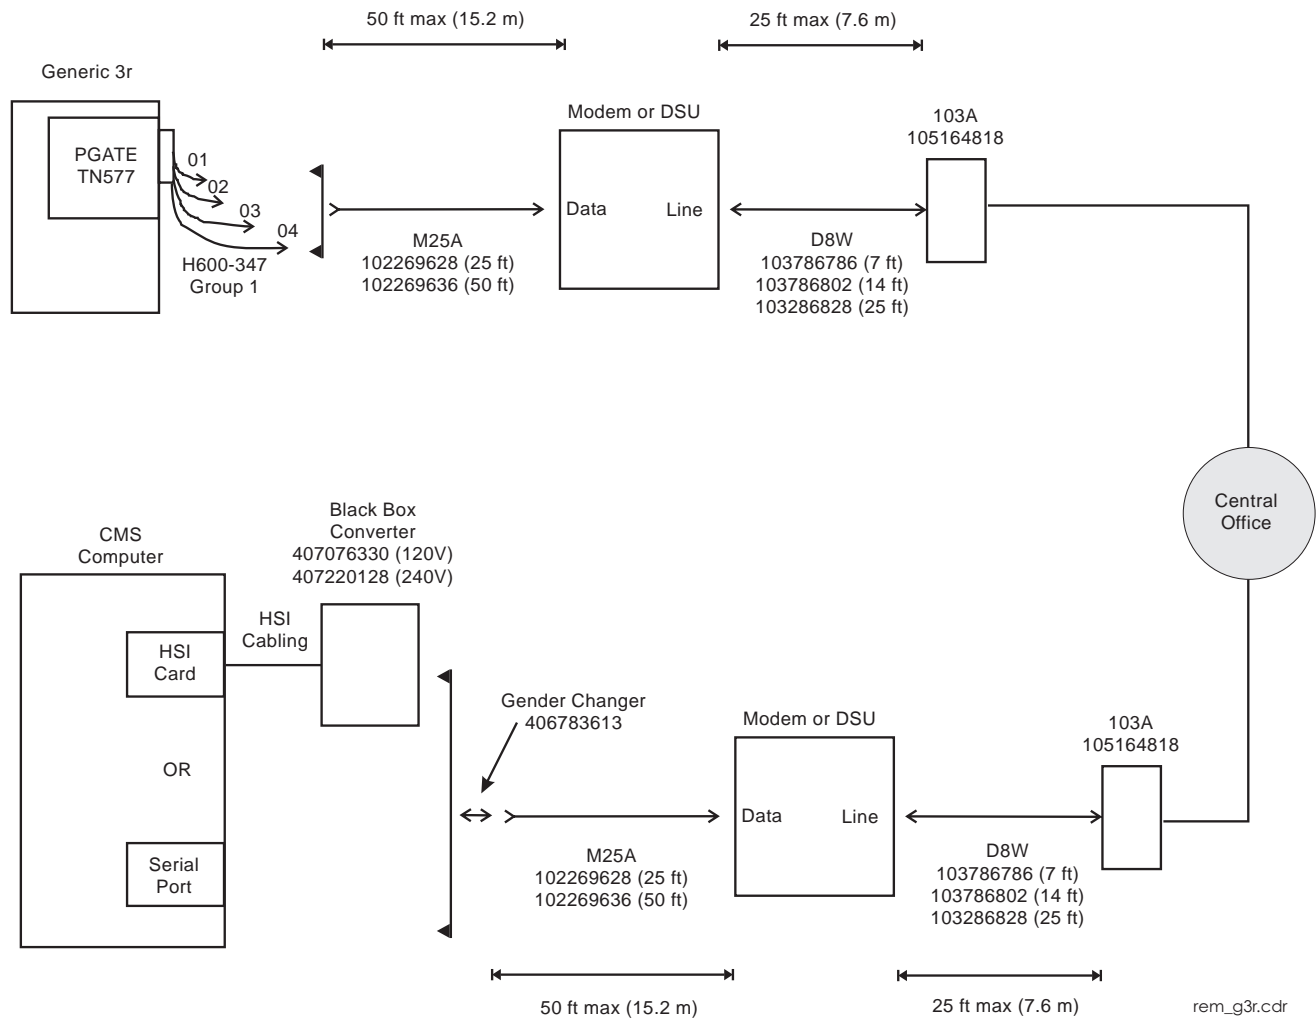 50 ft max (15.2 m)
25 ft max (7.6 m)
Generic 3r
PGATE
TN577
01
02
03
04
H600-347
Group 1
M25A
102269628 (25 ft)
102269636 (50 ft)
Modem or DSU
Data
Line
D8W
103786786 (7 ft)
103786802 (14 ft)
103286828 (25 ft)
103A
105164818
Central
Office
CMS
Computer
HSI
Card
OR
Serial
Port
HSI
Cabling
Black Box
Converter
407076330 (120V)
407220128 (240V)
Gender Changer
406783613
M25A
102269628 (25 ft)
102269636 (50 ft)
Modem or DSU
Data
Line
D8W
103786786 (7 ft)
103786802 (14 ft)
103286828 (25 ft)
103A
105164818
50 ft max (15.2 m)
25 ft max (7.6 m)
rem_g3r.cdr